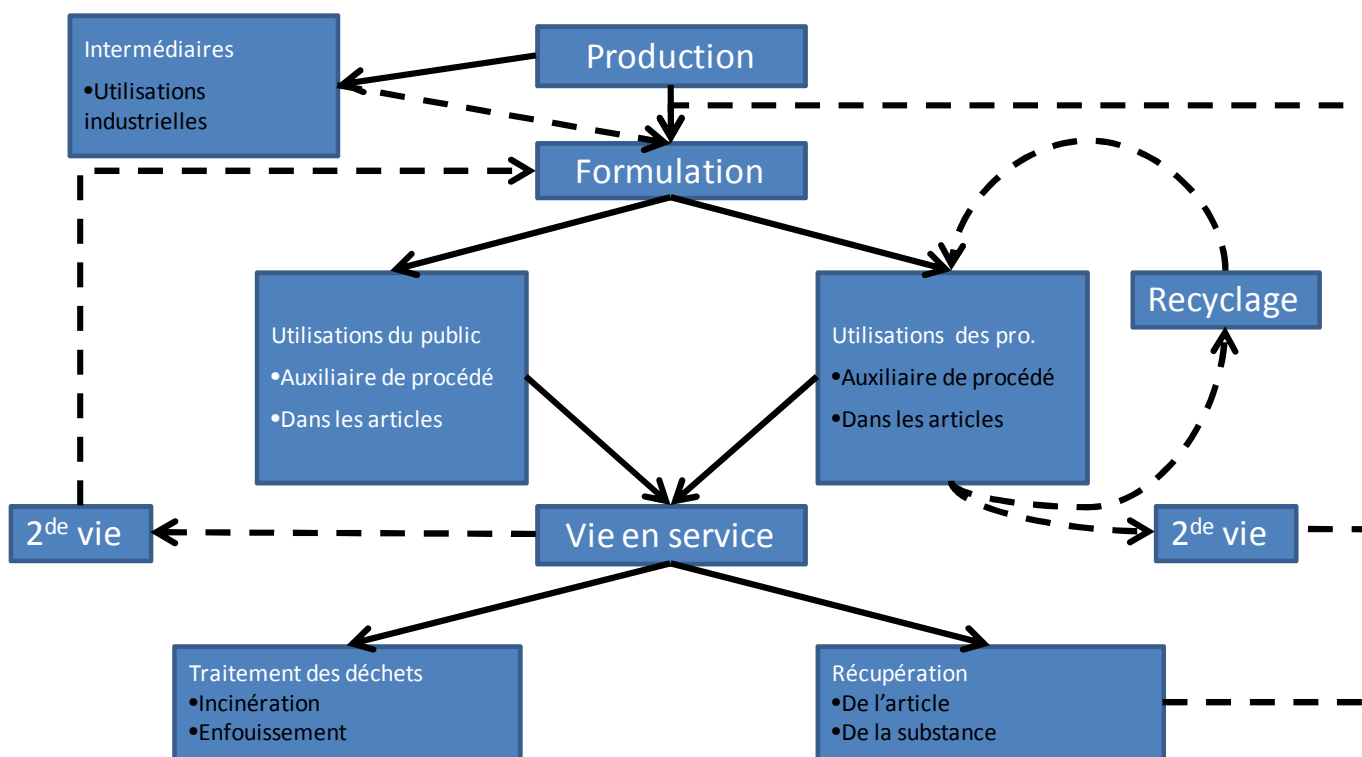 Intermédiaires
•Utilisations
industrielles
Production
Formulation
Utilisations du public
•Auxiliaire de procédé
•Dans les articles
Utilisations des pro.
•Auxiliaire de procédé
•Dans les articles
Recyclage
2de vie
Vie en service
2de vie
Traitement des déchets
•Incinération
•Enfouissement
Récupération
•De l’article
•De la substance